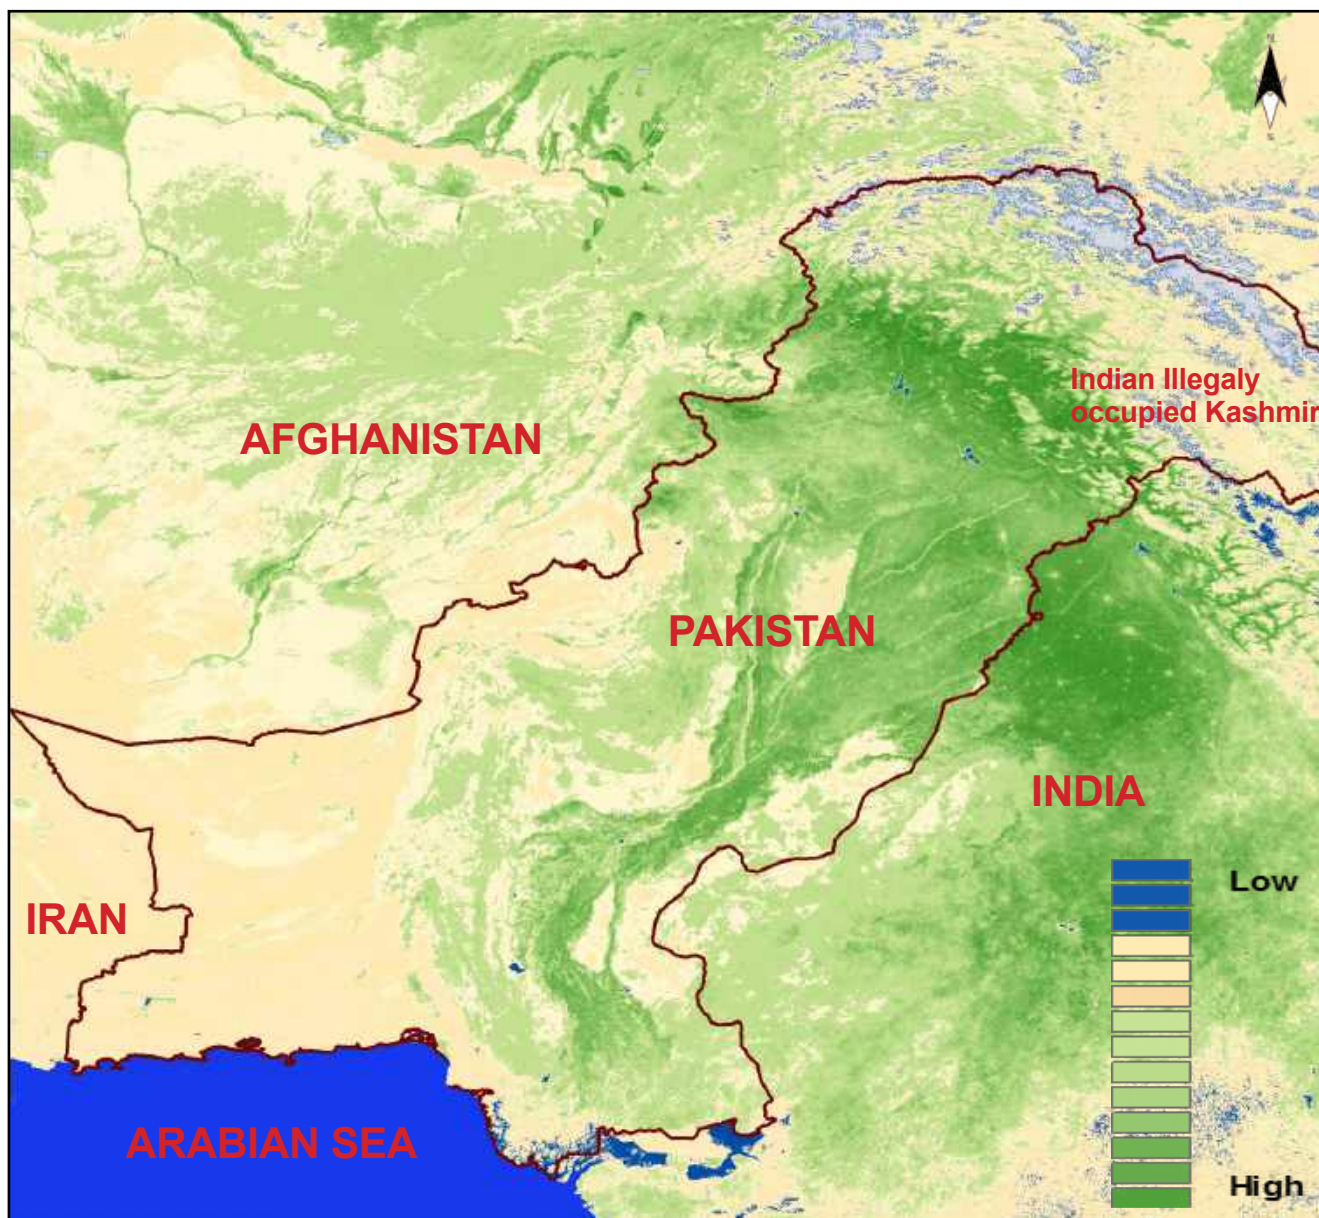 N
S
Indian Illegaly
occupied Kashmir
AFGHANISTAN
PAKISTAN
INDIA
Low
IRAN
ARABIAN SEA
High